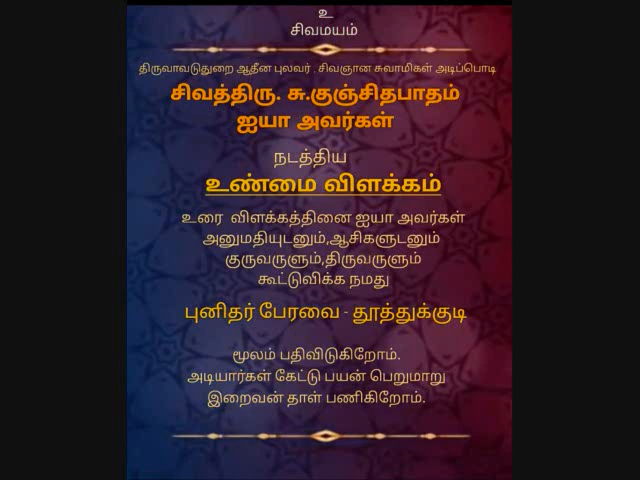 உ
சிவமயம்
திருவாவடுதுறை ஆதீன புலவர் . சிவஞான சுவாமிகள் அடிப்பொடி
சிவத்திரு. சு.குஞ்சிதபாதம்
ஐயா அவர்கள்
நடத்திய
உண்மை விளக்கம்
உரை விளக்கத்தினை ஐயா அவர்கள்
அனுமதியுடனும்,ஆசிகளுடனும்
குருவருளும்,திருவருளும்
கூட்டுவிக்க நமது
புனிதர் பேரவை - தூத்துக்குடி
மூலம் பதிவிடுகிறோம்.
அடியார்கள் கேட்டு பயன் பெறுமாறு
இறைவன் தாள் பணிகிறோம்.